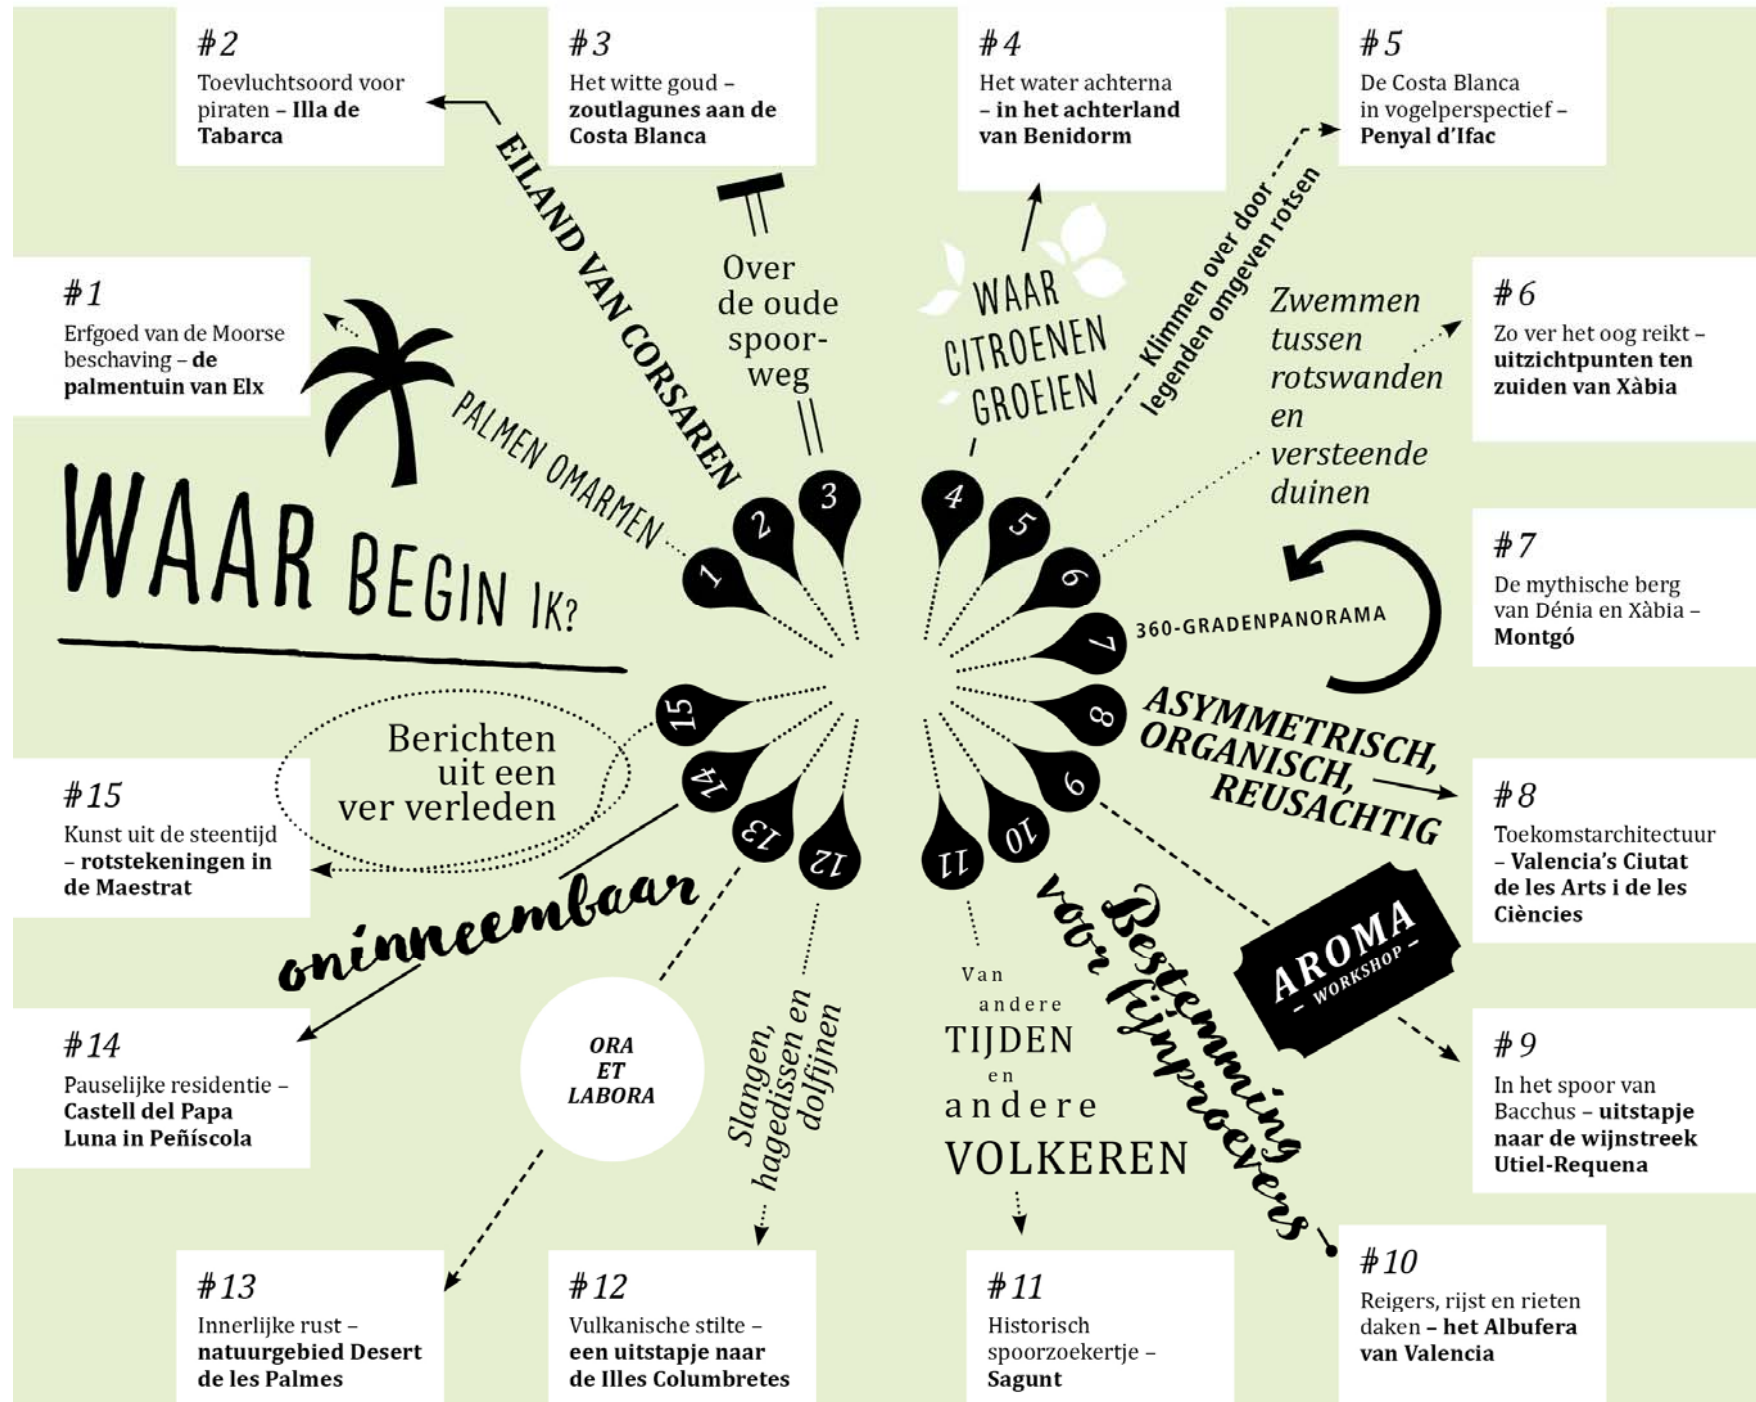 #2
Toevluchtsoord voor
piraten – Illa de
Tabarca
#3
Het witte goud –
zoutlagunes aan de
Costa Blanca
#4
Het water achterna
– in het achterland
van Benidorm
#5
De Costa Blanca
in vogelperspectief –
Penyal d'Ifac
#1
Erfgoed van de Moorse
beschaving – de
palmentuin van Elx
PALMEN OMARMEN
EILAND VAN CORSAREN
Over
de oude
spoor-
weg
WAAR
CITROENEN
GROEIEN
Klimmen over door
legenden omgeven rotsen
Zwemmen
tussen
rotswanden
en
versteende
duinen
#6
Zo ver het oog reikt –
uitzichtpunten ten
zuiden van Xàbia
WAAR BEGIN IK?
1
2
3
4
5
6
7
8
9
10
11
12
13
14
15
360-GRADENPANORAMA
#7
De mythische berg
van Dénia en Xàbia –
Montgó
ASYMMETRISCH,
ORGANISCH,
REUSACHTIG
#8
Toekomstarchitectuur
– Valencia's Ciutat
de les Arts i de les
Ciències
Berichten
uit een
ver verleden
#15
Kunst uit de steentijd
– rotstekeningen in
de Maestrat
oninneembaar
#14
Pauselijke residentie –
Castell del Papa
Luna in Peñíscola
ORA
ET
LABORA
Slangen,
hagedissen en
dolfijnen
Van
andere
TIJDEN
en
andere
VOLKEREN
Bestemming
voor fijnproevers
AROMA
– WORKSHOP –
#9
In het spoor van
Bacchus – uitstapje
naar de wijnstreek
Utiel-Requena
#13
Innerlijke rust –
natuurgebied Desert
de les Palmes
#12
Vulkanische stilte –
een uitstapje naar
de Illes Columbretes
#11
Historisch
spoorzoekertje –
Sagunt
#10
Reigers, rijst en rieten
daken – het Albufera
van Valencia